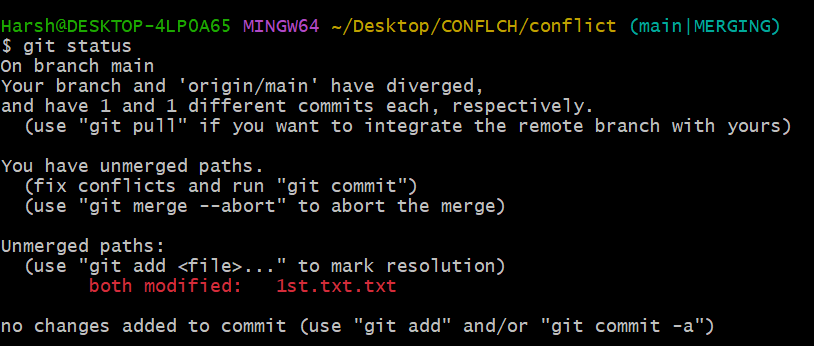 Harsh@DESKTOP-4LP0A65 MINGW64 ~/Desktop/CONFLCH/conflict (main|MERGING)
$ git status
On branch main
Your branch and 'origin/main' have diverged,
and have 1 and 1 different commits each, respectively.
  (use "git pull" if you want to integrate the remote branch with yours)

You have unmerged paths.
  (fix conflicts and run "git commit")
  (use "git merge --abort" to abort the merge)

Unmerged paths:
  (use "git add <file>..." to mark resolution)
        both modified:   1st.txt.txt

no changes added to commit (use "git add" and/or "git commit -a")